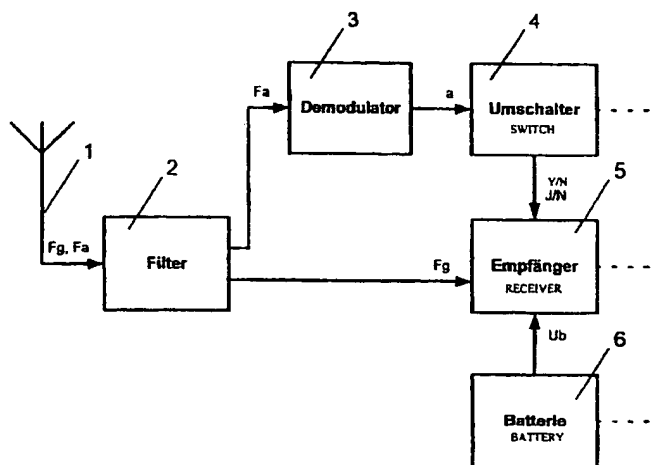 3
4
Fa
Demodulator
a
Umschalter
SWITCH
1
2
Y/N
J/N
5
Fg, Fa
Filter
Fg
Empfänger
RECEIVER
Ub
6
Batterie
BATTERY